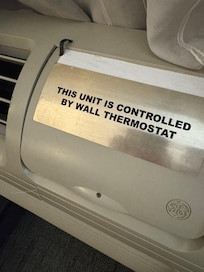 THIS UNIT IS CONTROLLED
BY WALL THERMOSTAT